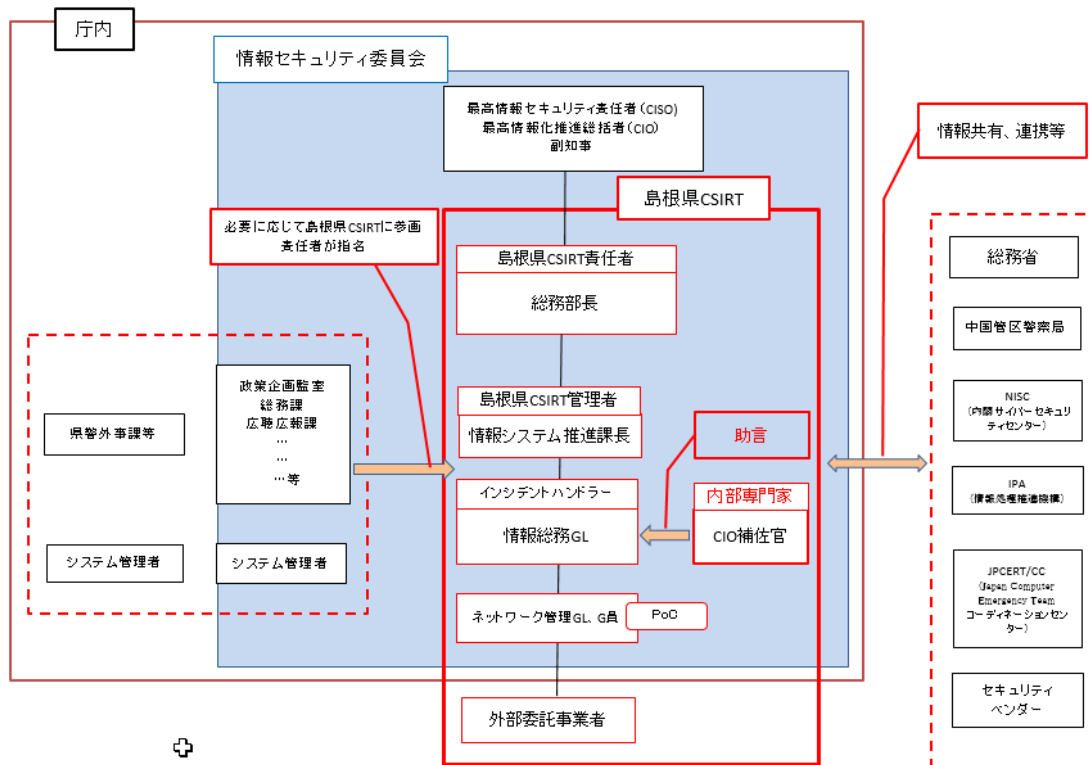 庁内
情報セキュリティ委員会
最高情報セキュリティ責任者(CISO)
最高情報化推進総括者(CIO)
副知事
情報共有、連携等
島根県CSIRT
必要に応じて島根県CSIRTに参画
責任者が指名
島根県CSIRT責任者
総務部長
総務省
中国管区警察局
政策企画監室
総務課
広聴広報課
…
…
…等
県警外事課等
島根県CSIRT管理者
情報システム推進課長
助言
NISC
(内閣サイバーセキュリ
ティセンター)
インシデントハンドラー
情報総務GL
内部専門家
CIO補佐官
IPA
(情報処理推進機構)
システム管理者
システム管理者
ネットワーク管理GL、G員
PoC
JPCERT/CC
(Japan Computer
Emergency Team
コーディネーションセン
ター)
外部委託事業者
セキュリティ
ベンダー